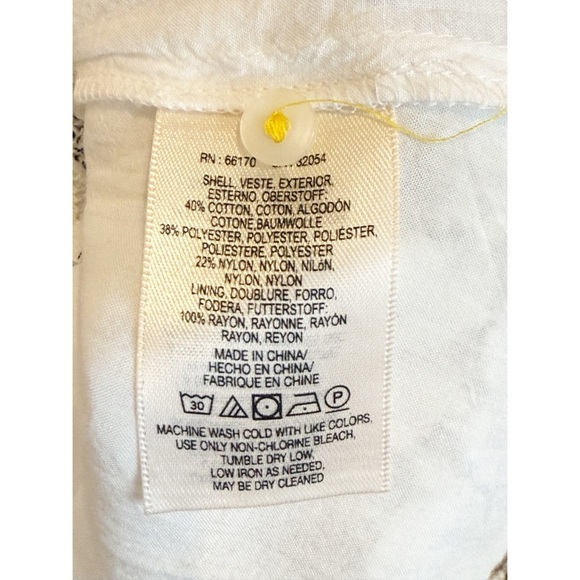 RN : 66170 32054
SHELL, VESTE, EXTERIOR,
ESTERNO, OBERSTOFF:
40% COTTON, COTON, ALGODÓN
COTONE,BAUMWOLLE
38% POLYESTER, POLYESTER, POLIÉSTER,
POLIESTERE, POLYESTER
22% NYLON, NYLON, NILóN,
NYLON, NYLON
LINING, DOUBLURE, FORRO,
FODERA, FUTTERSTOFF:
100% RAYON, RAYONNE, RAYÓN
RAYON, REYON
MADE IN CHINA/
HECHO EN CHINA/
FABRIQUE EN CHINE
30 P
MACHINE WASH COLD WITH LIKE COLORS,
USE ONLY NON-CHLORINE BLEACH,
TUMBLE DRY LOW,
LOW IRON AS NEEDED,
MAY BE DRY CLEANED